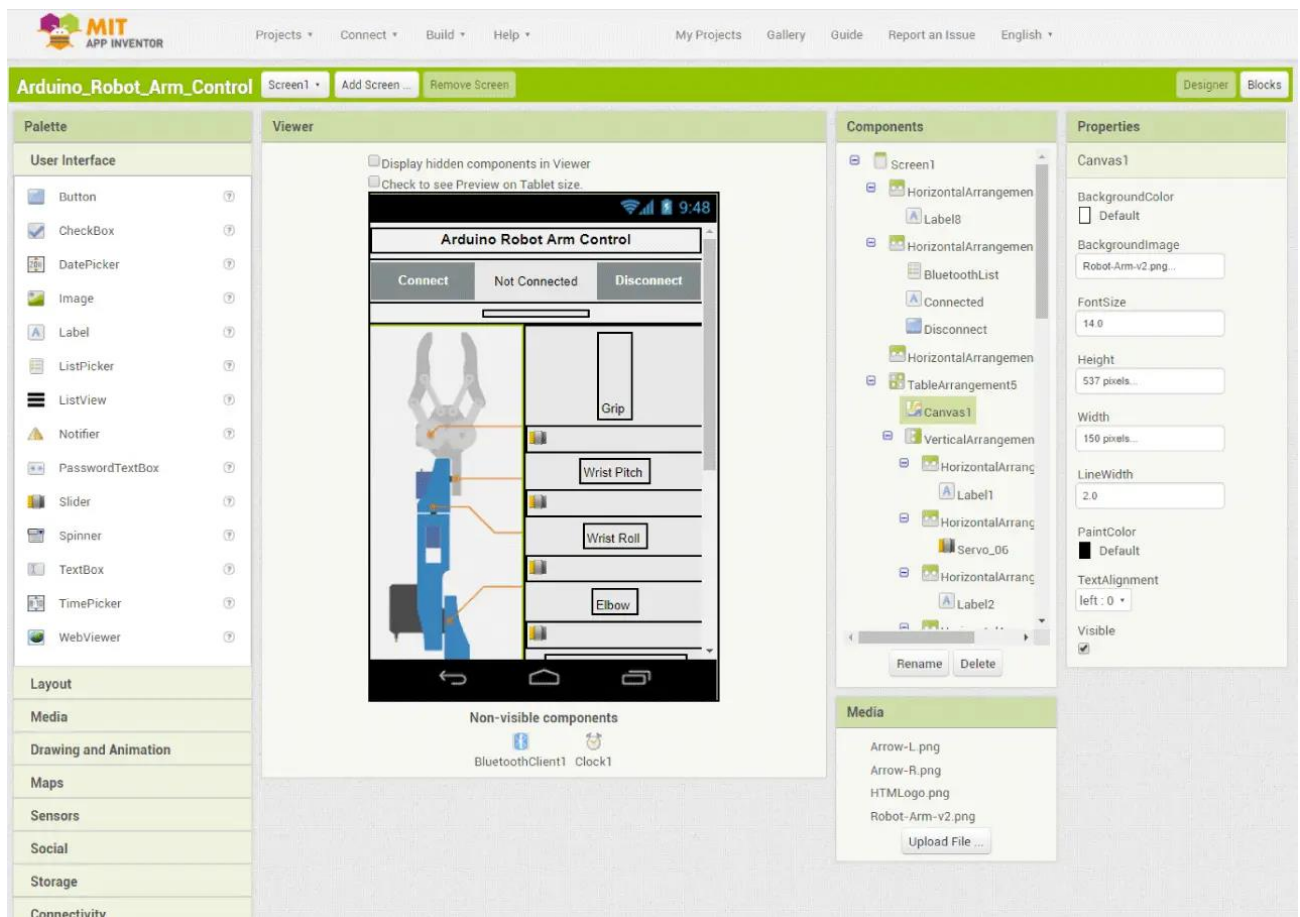 MIT
APP INVENTOR
Projects Connect Build Help My Projects Gallery Guide Report an Issue English
Arduino_Robot_Arm_Control Screen1 Add Screen ... Remove Screen Designer Blocks
Palette
User Interface
Button
CheckBox
DatePicker
Image
Label
ListPicker
ListView
Notifier
PasswordTextBox
Slider
Spinner
TextBox
TimePicker
WebViewer
Layout
Media
Drawing and Animation
Maps
Sensors
Social
Storage
Connectivity
Viewer
Display hidden components in Viewer
Check to see Preview on Tablet size.
9:48
Arduino Robot Arm Control
Connect Not Connected Disconnect
Grip
Wrist Pitch
Wrist Roll
Elbow
Non-visible components
BluetoothClient1 Clock1
Components
Screen1
HorizontalArrangemen
Label8
HorizontalArrangemen
BluetoothList
Connected
Disconnect
HorizontalArrangemen
TableArrangement5
Canvas1
VerticalArrangemen
HorizontalArrang
Label1
HorizontalArrang
Servo_06
HorizontalArrang
Label2
Rename Delete
Media
Arrow-L.png
Arrow-R.png
HTMLogo.png
Robot-Arm-v2.png
Upload File ...
Properties
Canvas1
BackgroundColor
Default
BackgroundImage
Robot-Arm-v2.png...
FontSize
14.0
Height
537 pixels...
Width
150 pixels...
LineWidth
2.0
PaintColor
Default
TextAlignment
left : 0
Visible